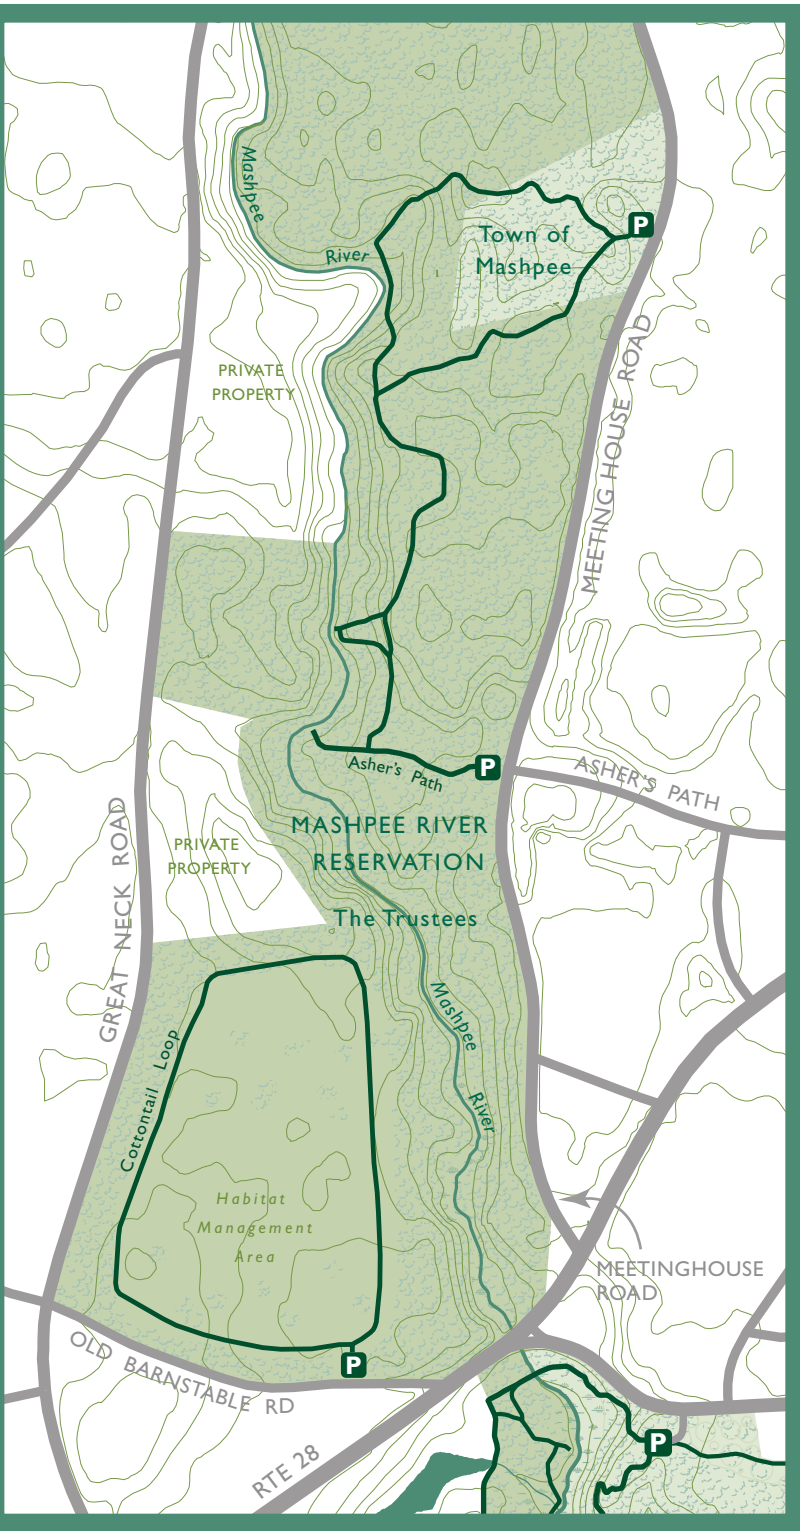 Mashpee
River
P
Town of
Mashpee
PRIVATE
PROPERTY
MEETING HOUSE ROAD
P
Asher's Path
ASHER'S PATH
MASHPEE RIVER
RESERVATION
PRIVATE
PROPERTY
The Trustees
GREAT NECK ROAD
Mashpee
River
Cottontail Loop
Habitat
Management
Area
MEETINGHOUSE
ROAD
OLD BARNSTABLE RD
P
RTE 28
P